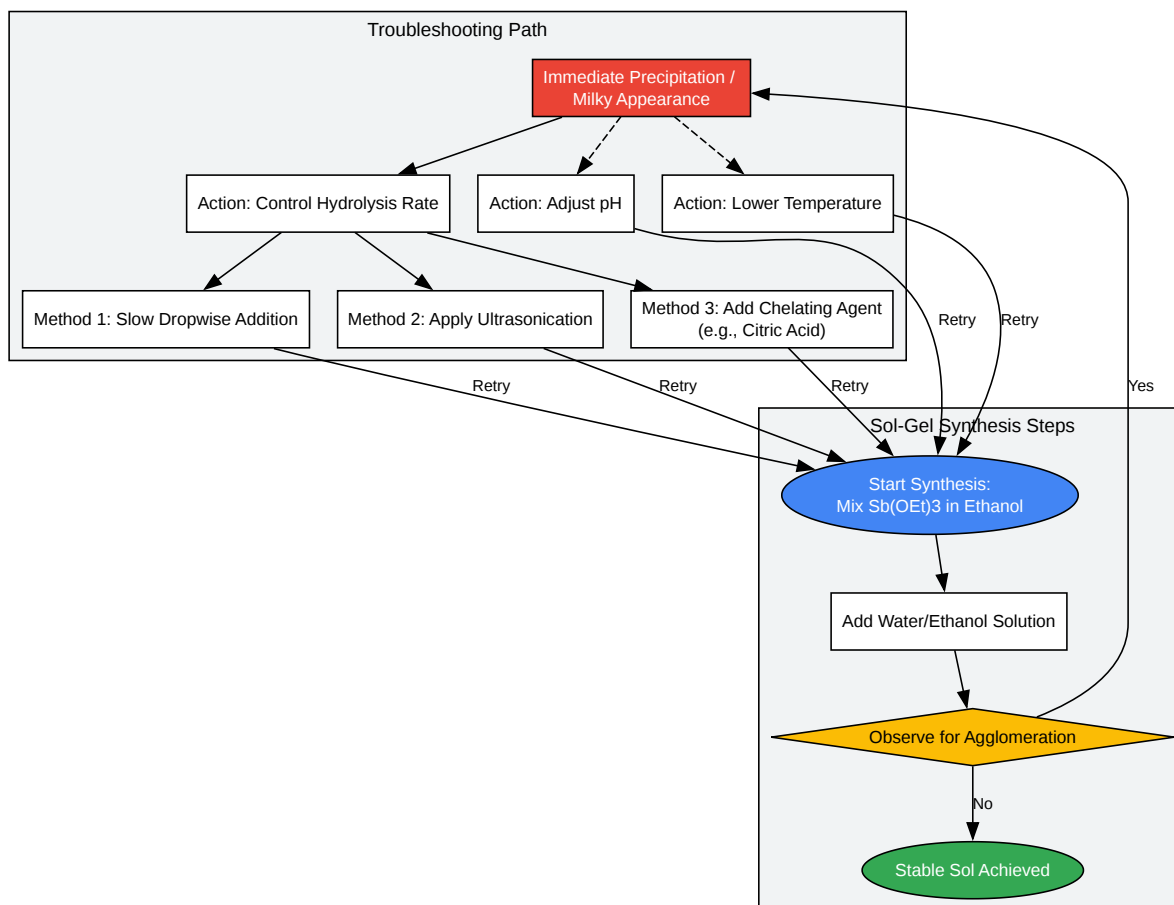 Troubleshooting Path
Immediate Precipitation /
Milky Appearance
Action: Control Hydrolysis Rate
Action: Adjust pH
Action: Lower Temperature
Method 1: Slow Dropwise Addition
Method 2: Apply Ultrasonication
Method 3: Add Chelating Agent
(e.g., Citric Acid)
Retry
Retry
Retry
Retry
Retry
Yes
Sol-Gel Synthesis Steps
Start Synthesis:
Mix Sb(OEt)3 in Ethanol
Add Water/Ethanol Solution
Observe for Agglomeration
No
Stable Sol Achieved